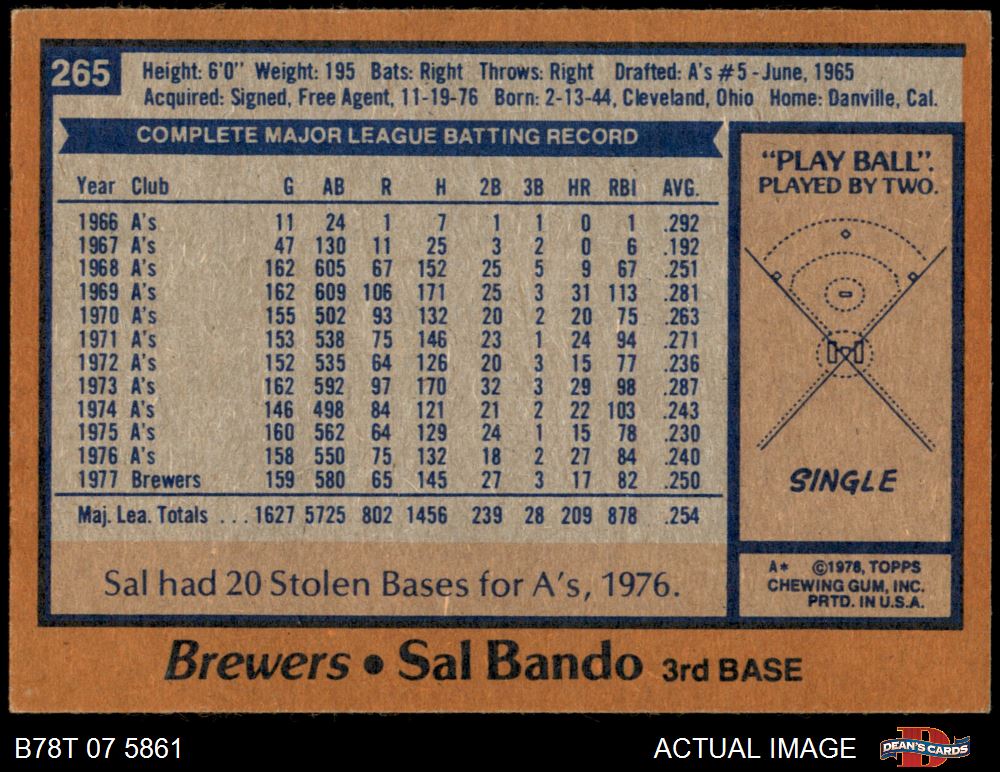 265
Height: 6'0" Weight: 195 Bats: Right Throws: Right Drafted: A's #5 - June, 1965
Acquired: Signed, Free Agent, 11-19-76 Born: 2-13-44, Cleveland, Ohio Home: Danville, Cal.
COMPLETE MAJOR LEAGUE BATTING RECORD
Year Club G AB R H 2B 3B HR RBI AVG.
1966 A's 11 24 1 7 1 1 0 1 .292
1967 A's 47 130 11 25 3 2 0 6 .192
1968 A's 162 605 67 152 25 5 9 67 .251
1969 A's 162 609 106 171 25 3 31 113 .281
1970 A's 155 502 93 132 20 2 20 75 .263
1971 A's 153 538 75 146 23 1 24 94 .271
1972 A's 152 535 64 126 20 3 15 77 .236
1973 A's 162 592 97 170 32 3 29 98 .287
1974 A's 146 498 84 121 21 2 22 103 .243
1975 A's 160 562 64 129 24 1 15 78 .230
1976 A's 158 550 75 132 18 2 27 84 .240
1977 Brewers 159 580 65 145 27 3 17 82 .250
Maj. Lea. Totals ... 1627 5725 802 1456 239 28 209 878 .254
Sal had 20 Stolen Bases for A's, 1976.
"PLAY BALL".
PLAYED BY TWO.
SINGLE
A* ©1978, TOPPS
CHEWING GUM, INC.
PRTD. IN U.S.A.
Brewers • Sal Bando 3rd BASE
B78T 07 5861 ACTUAL IMAGE
D
DEAN'S CARDS